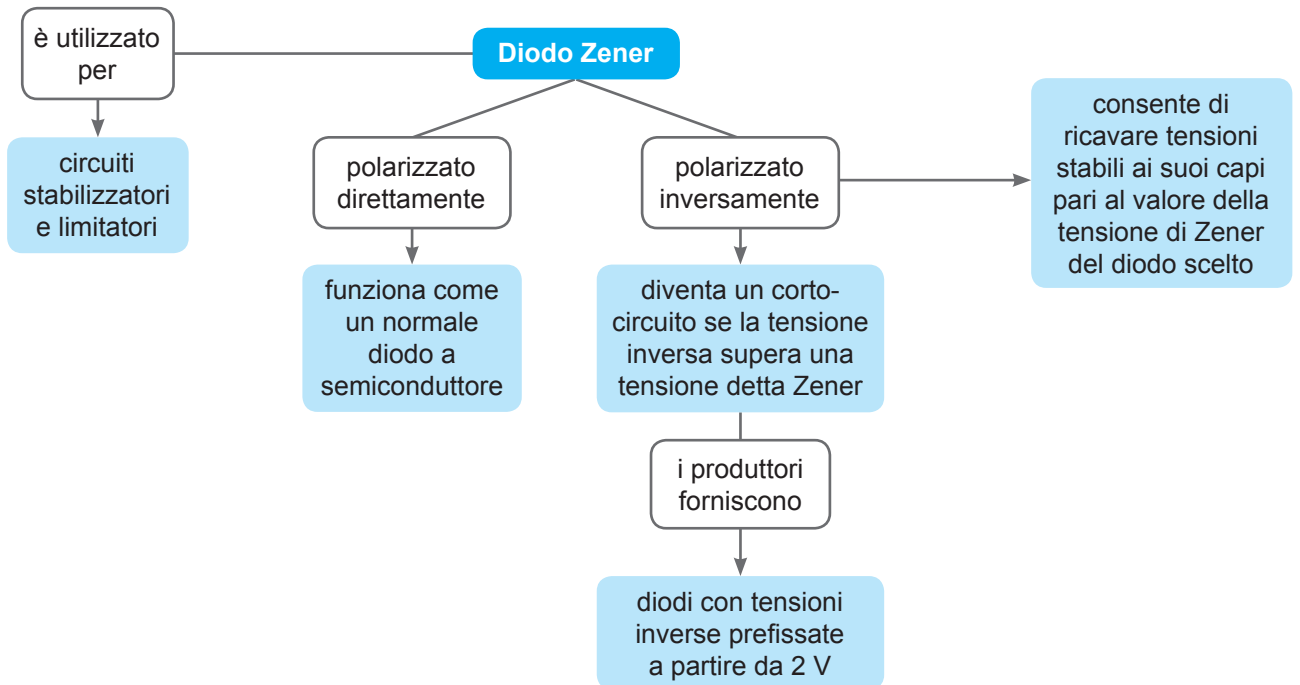 è utilizzato
per
Diodo Zener
circuiti
stabilizzatori
e limitatori
polarizzato
direttamente
polarizzato
inversamente
consente di
ricavare tensioni
stabili ai suoi capi
pari al valore della
tensione di Zener
del diodo scelto
funziona come
un normale
diodo a
semiconduttore
diventa un corto-
circuito se la tensione
inversa supera una
tensione detta Zener
i produttori
forniscono
diodi con tensioni
inverse prefissate
a partire da 2 V